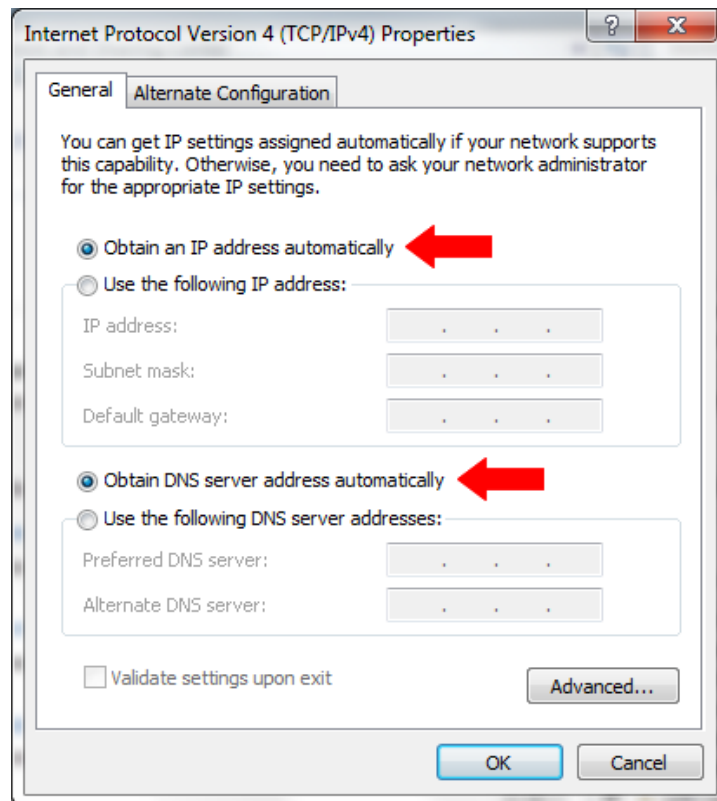 Internet Protocol Version 4 (TCP/IPv4) Properties
General
Alternate Configuration
You can get IP settings assigned automatically if your network supports
this capability. Otherwise, you need to ask your network administrator
for the appropriate IP settings.
Obtain an IP address automatically
Use the following IP address:
IP address:
Subnet mask:
Default gateway:
Obtain DNS server address automatically
Use the following DNS server addresses:
Preferred DNS server:
Alternate DNS server:
Validate settings upon exit
Advanced...
OK
Cancel